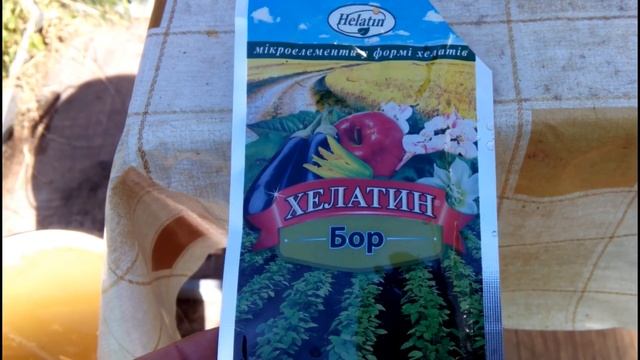 Helatin
мікроелементи у формі хелатів
ХЕЛАТИН
Бор